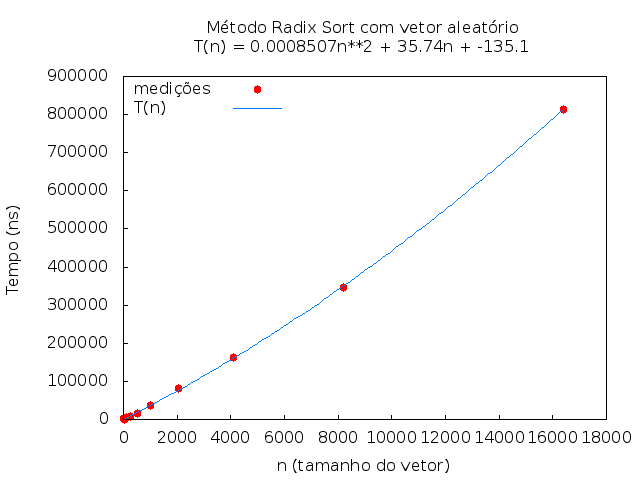 Método Radix Sort com vetor aleatório
T(n) = 0.0008507n**2 + 35.74n + -135.1
900000
800000
700000
600000
500000
400000
300000
200000
100000
0
medições
T(n)
Tempo (ns)
0 2000 4000 6000 8000 10000 12000 14000 16000 18000
n (tamanho do vetor)